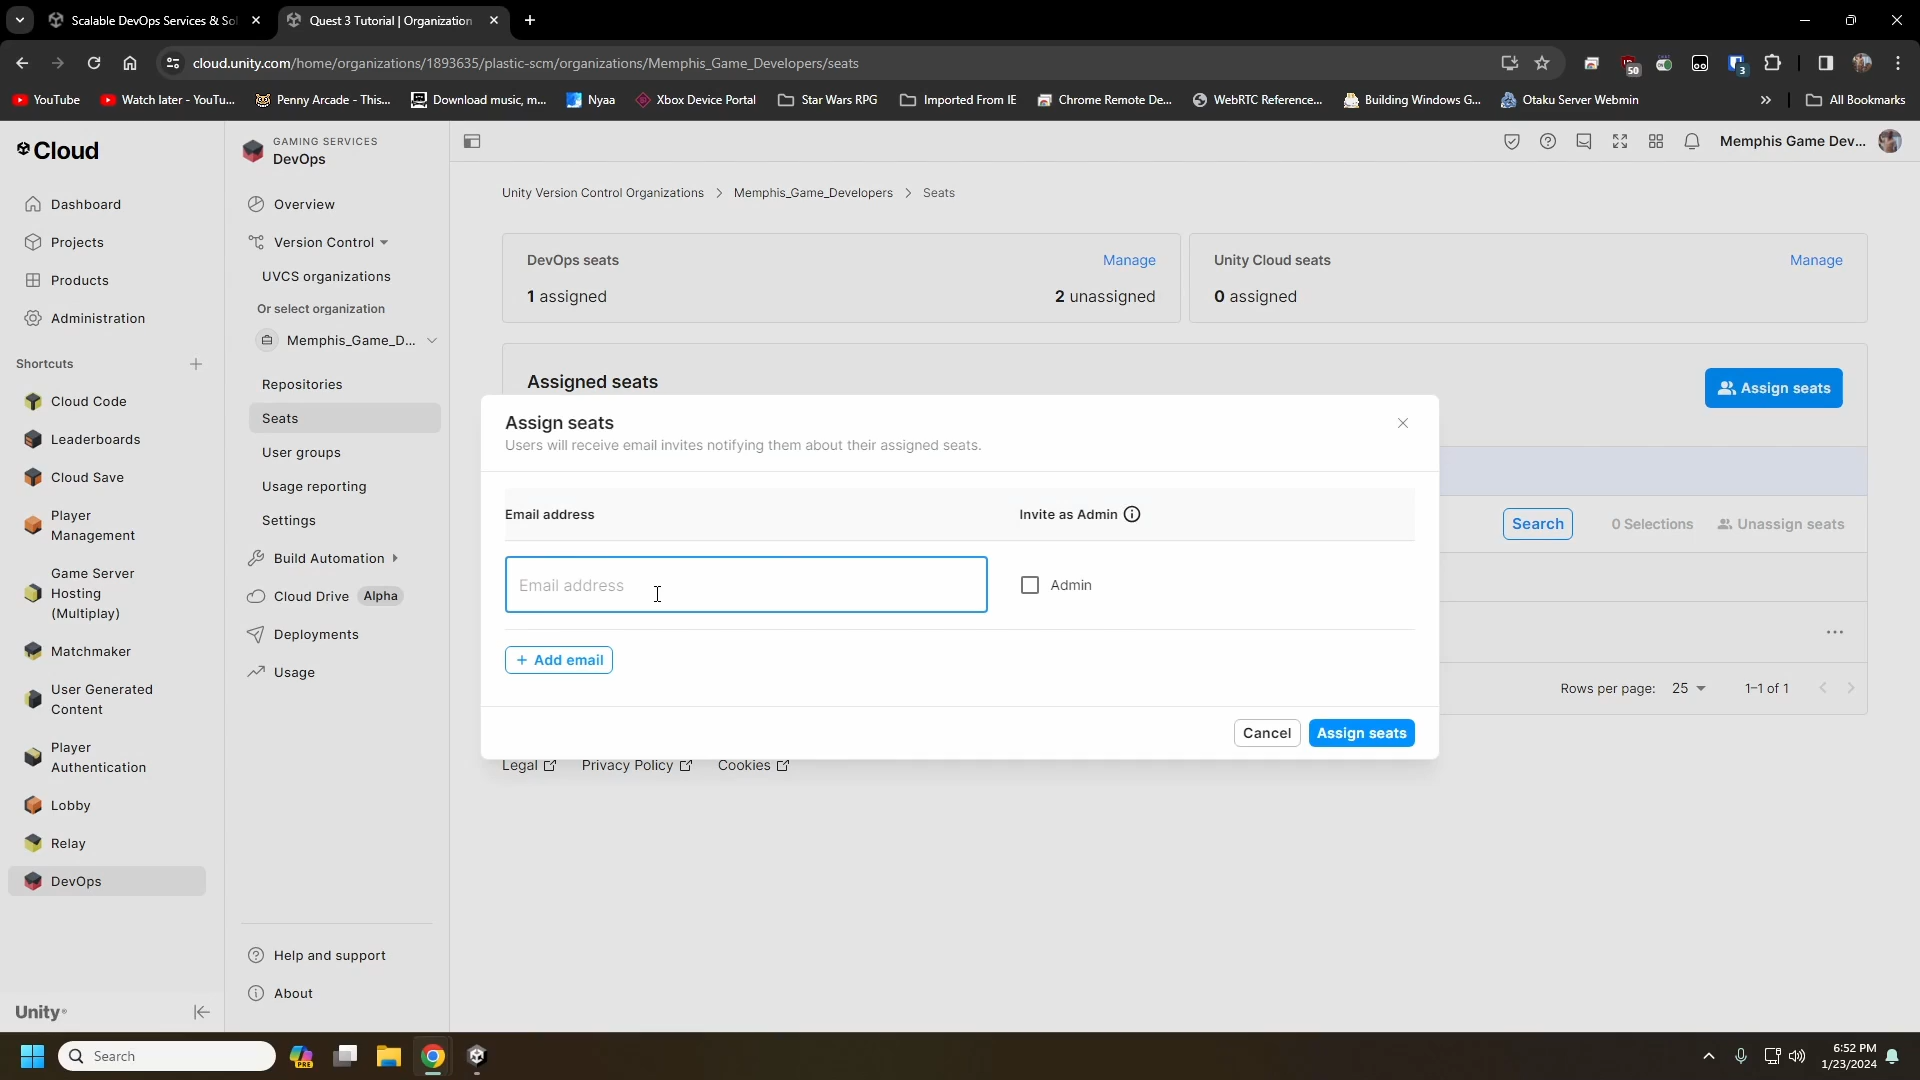 Scalable DevOps Services & Sol
Quest 3 Tutorial | Organization
cloud.unity.com/home/organizations/1893635/plastic-scm/organizations/Memphis_Game_Developers/seats
50
3
YouTube
Watch later - YouTu...
Penny Arcade - This...
Download music, m...
Nyaa
Xbox Device Portal
Star Wars RPG
Imported From IE
Chrome Remote De...
WebRTC Reference...
Building Windows G...
Otaku Server Webmin
All Bookmarks
Cloud
Dashboard
Projects
Products
Administration
Shortcuts
Cloud Code
Leaderboards
Cloud Save
Player
Management
Game Server
Hosting
(Multiplay)
Matchmaker
User Generated
Content
Player
Authentication
Lobby
Relay
DevOps
Unity
GAMING SERVICES
DevOps
Overview
Version Control
UVCS organizations
Or select organization
Memphis_Game_D...
Repositories
Seats
User groups
Usage reporting
Settings
Build Automation
Cloud Drive Alpha
Deployments
Usage
Help and support
About
Memphis Game Dev...
Unity Version Control Organizations > Memphis_Game_Developers > Seats
DevOps seats
Manage
1 assigned
2 unassigned
Unity Cloud seats
Manage
0 assigned
Assigned seats
Assign seats
Search
0 Selections
Unassign seats
Rows per page: 25
1–1 of 1
Assign seats
Users will receive email invites notifying them about their assigned seats.
Email address
Invite as Admin
Email address
Admin
+ Add email
Cancel
Assign seats
Legal
Privacy Policy
Cookies
Search
PRE
6:52 PM
1/23/2024